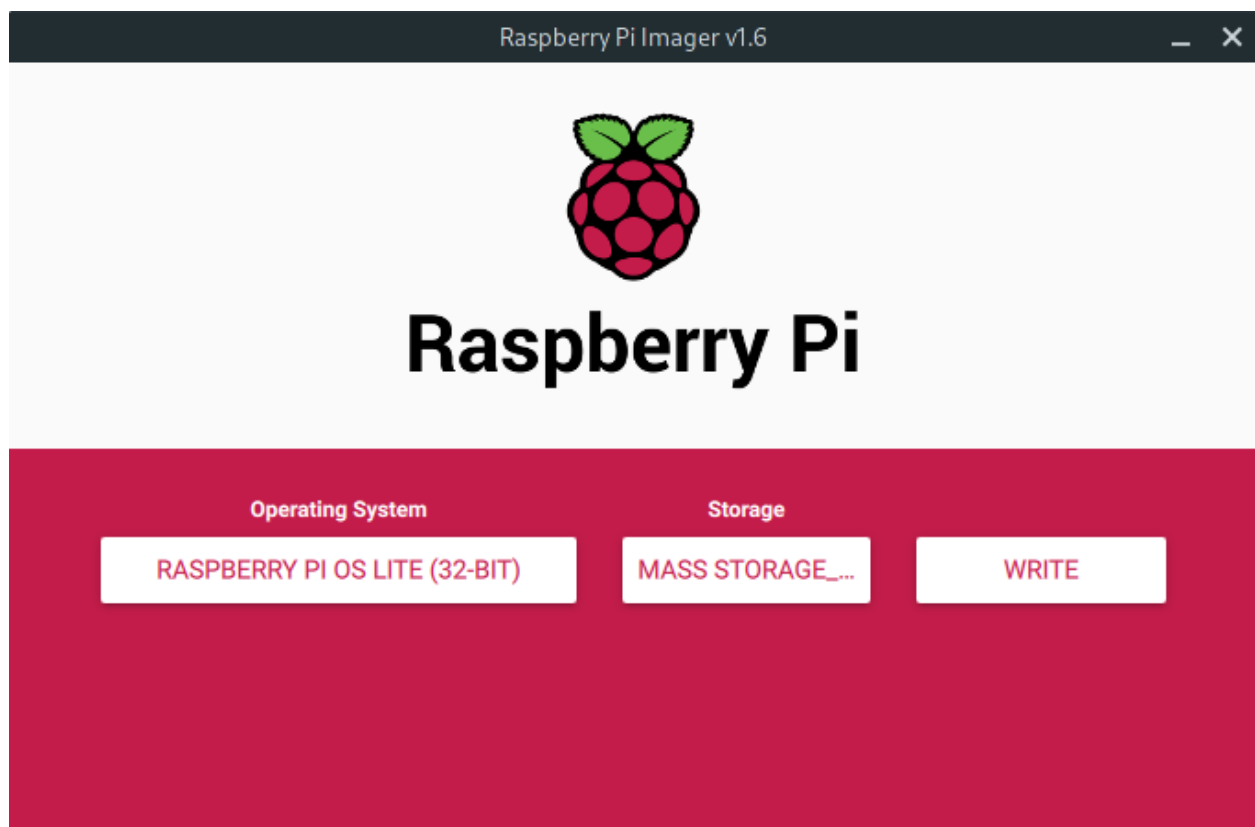 Raspberry Pi Imager v1.6
Raspberry Pi
Operating System
Storage
RASPBERRY PI OS LITE (32-BIT)
MASS STORAGE_...
WRITE